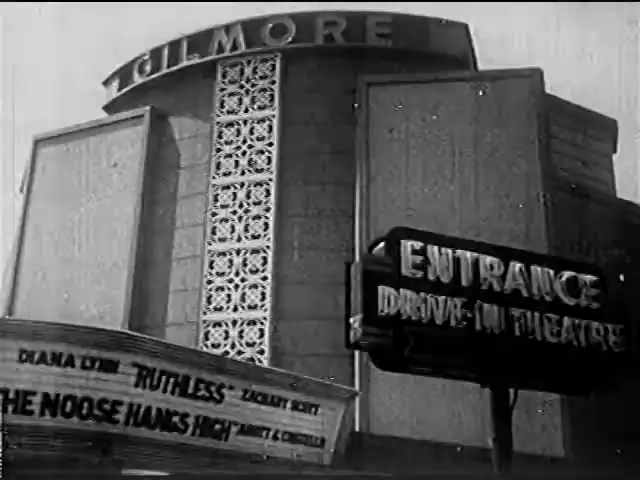 GILMORE
ENTRANCE
DRIVE-IN THEATRE
DIANA LYNN "RUTHLESS" ZACHARY SCOTT
THE NOOSE HANGS HIGH" ABBOTT & COSTELLO